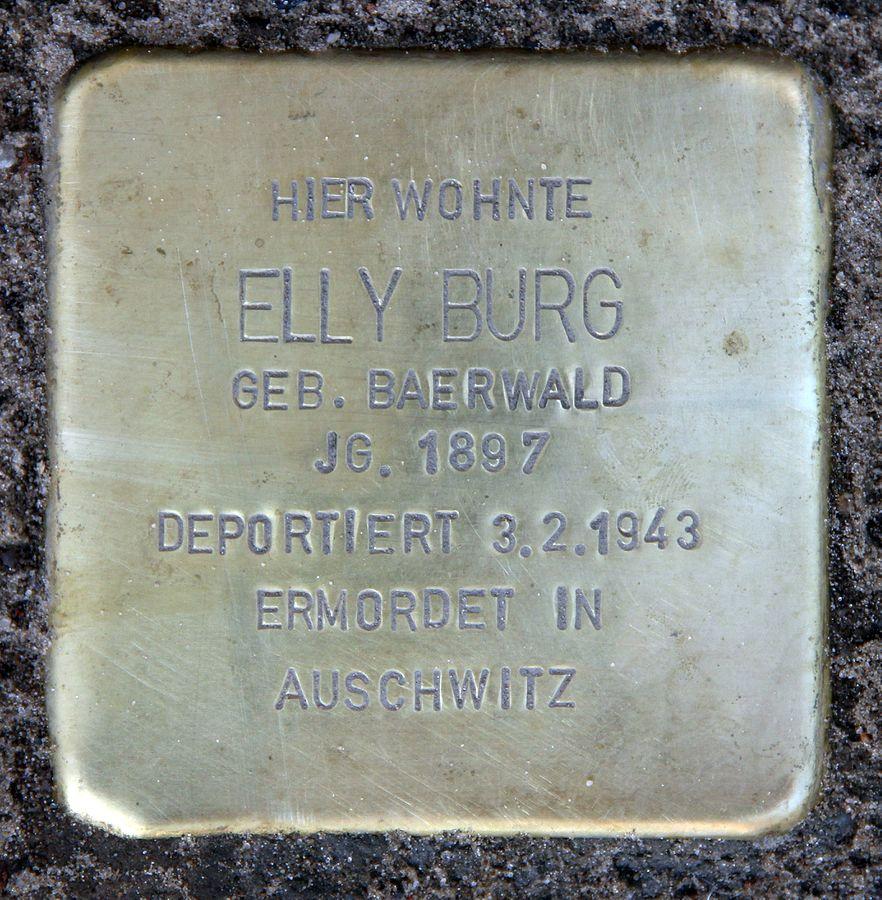 HIER WOHNTE
ELLY BURG
GEB. BAERWALD
JG. 1897
DEPORTIERT 3.2.1943
ERMORDET IN
AUSCHWITZ